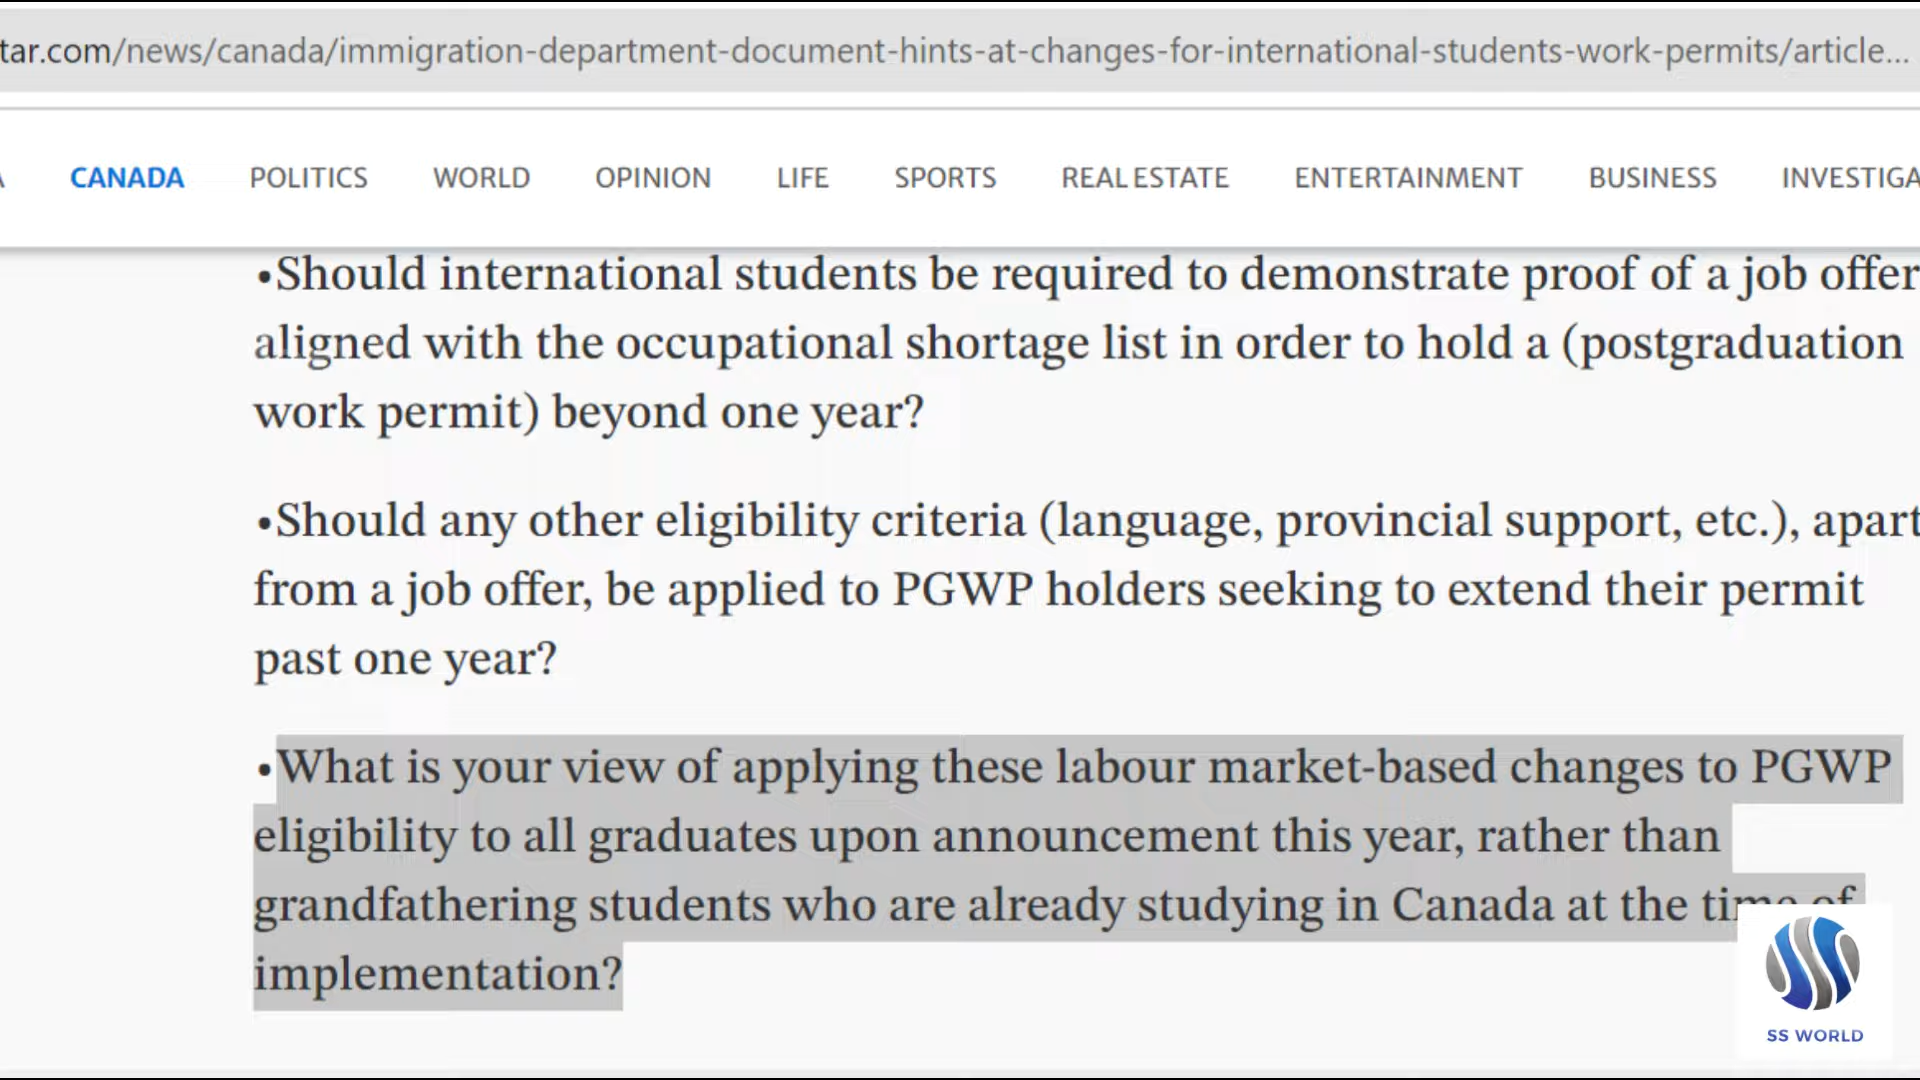 tar.com/news/canada/immigration-department-document-hints-at-changes-for-international-students-work-permits/article...
CANADA POLITICS WORLD OPINION LIFE SPORTS REAL ESTATE ENTERTAINMENT BUSINESS INVESTIGA
•Should international students be required to demonstrate proof of a job offer
aligned with the occupational shortage list in order to hold a (postgraduation
work permit) beyond one year?
•Should any other eligibility criteria (language, provincial support, etc.), apart
from a job offer, be applied to PGWP holders seeking to extend their permit
past one year?
•What is your view of applying these labour market-based changes to PGWP
eligibility to all graduates upon announcement this year, rather than
grandfathering students who are already studying in Canada at the time of
implementation?
SS WORLD